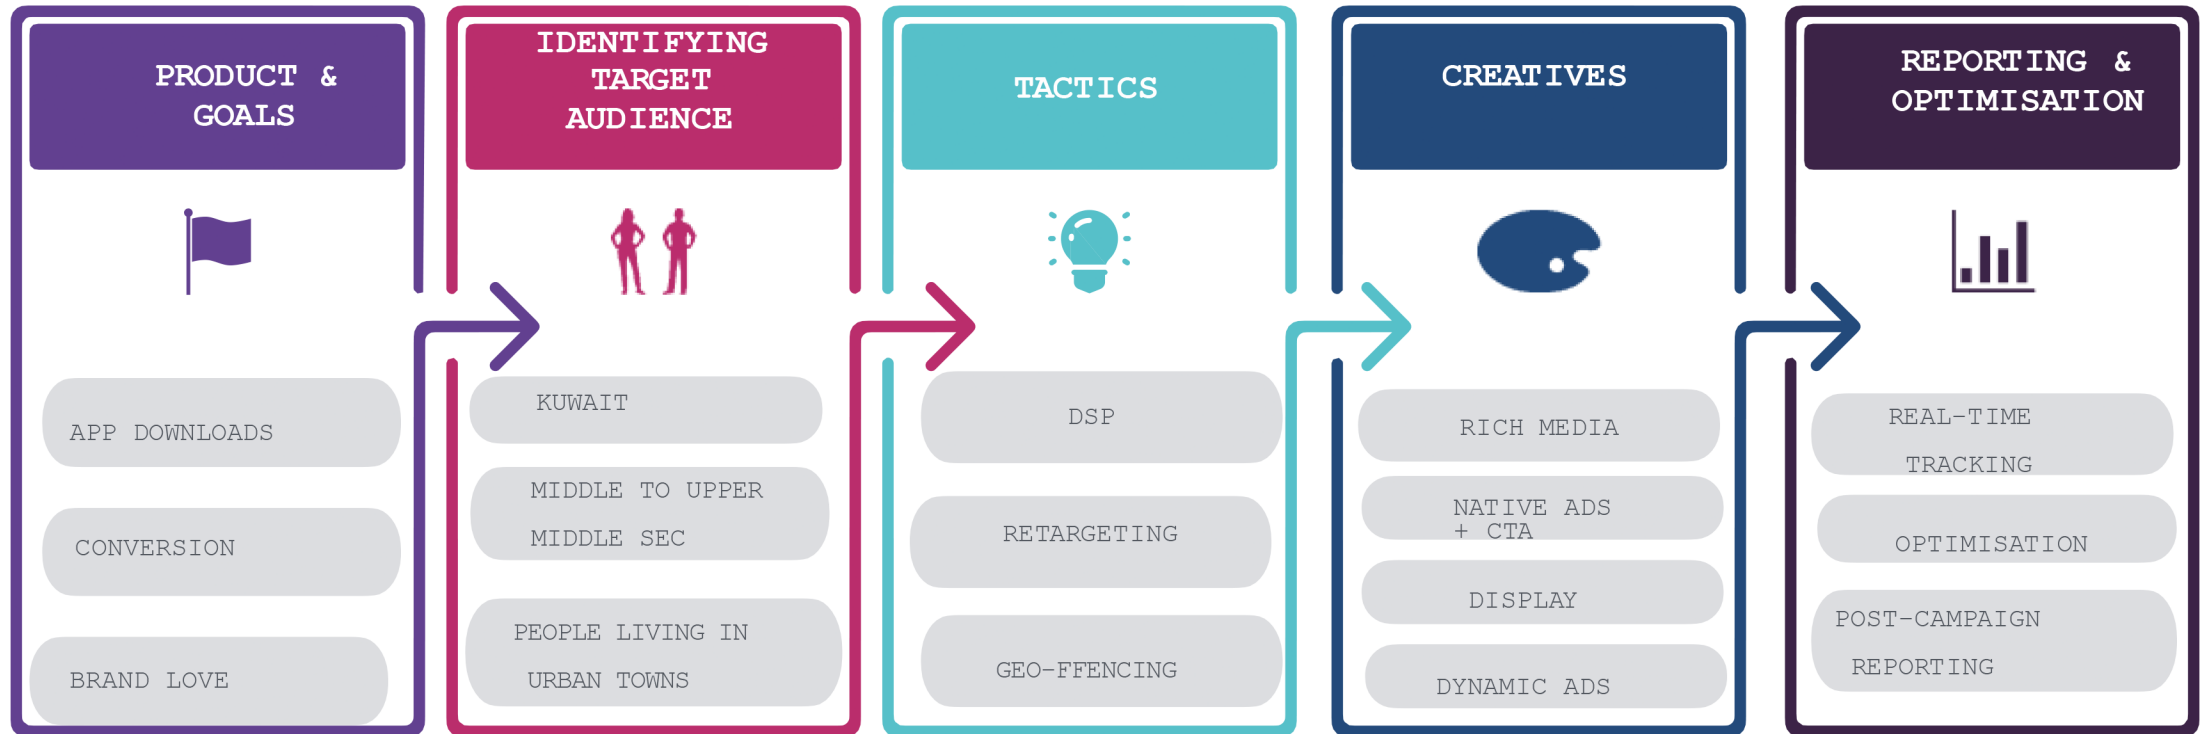 PRODUCT &
GOALS
APP DOWNLOADS
CONVERSION
BRAND LOVE
IDENTIFYING
TARGET
AUDIENCE
KUWAIT
MIDDLE TO UPPER
MIDDLE SEC
PEOPLE LIVING IN
URBAN TOWNS
TACTICS
DSP
RETARGETING
GEO-FFENCING
CREATIVES
RICH MEDIA
NATIVE ADS
+ CTA
DISPLAY
DYNAMIC ADS
REPORTING &
OPTIMISATION
REAL-TIME
TRACKING
OPTIMISATION
POST-CAMPAIGN
REPORTING